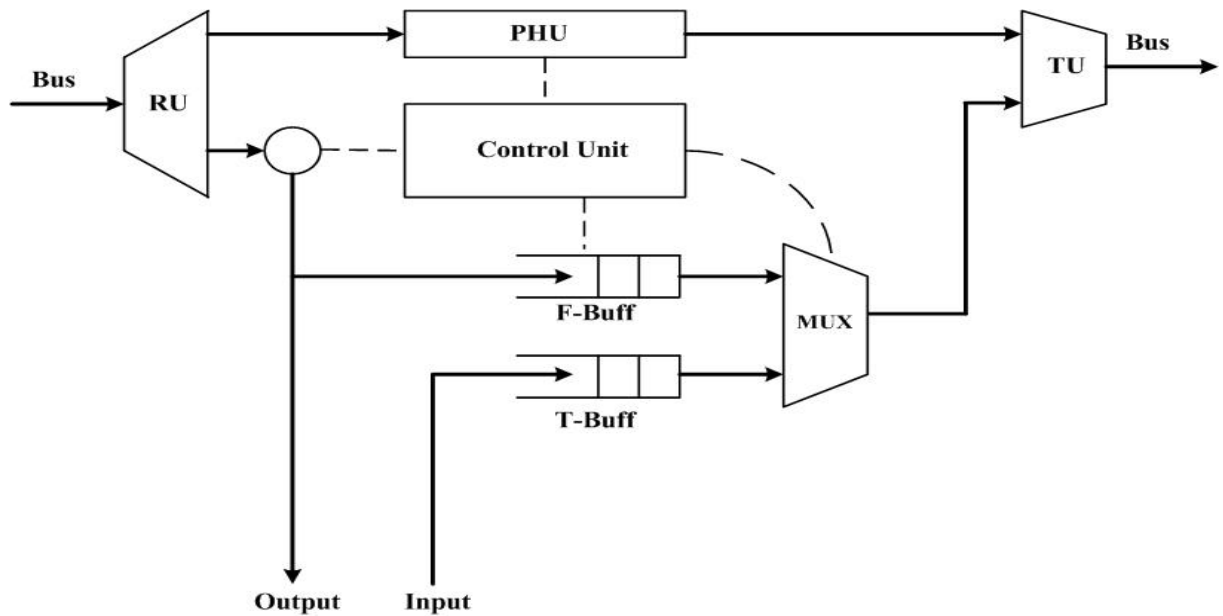 PHU
Bus
Bus
TU
RU
Control Unit
F-Buff
MUX
T-Buff
Output
Input